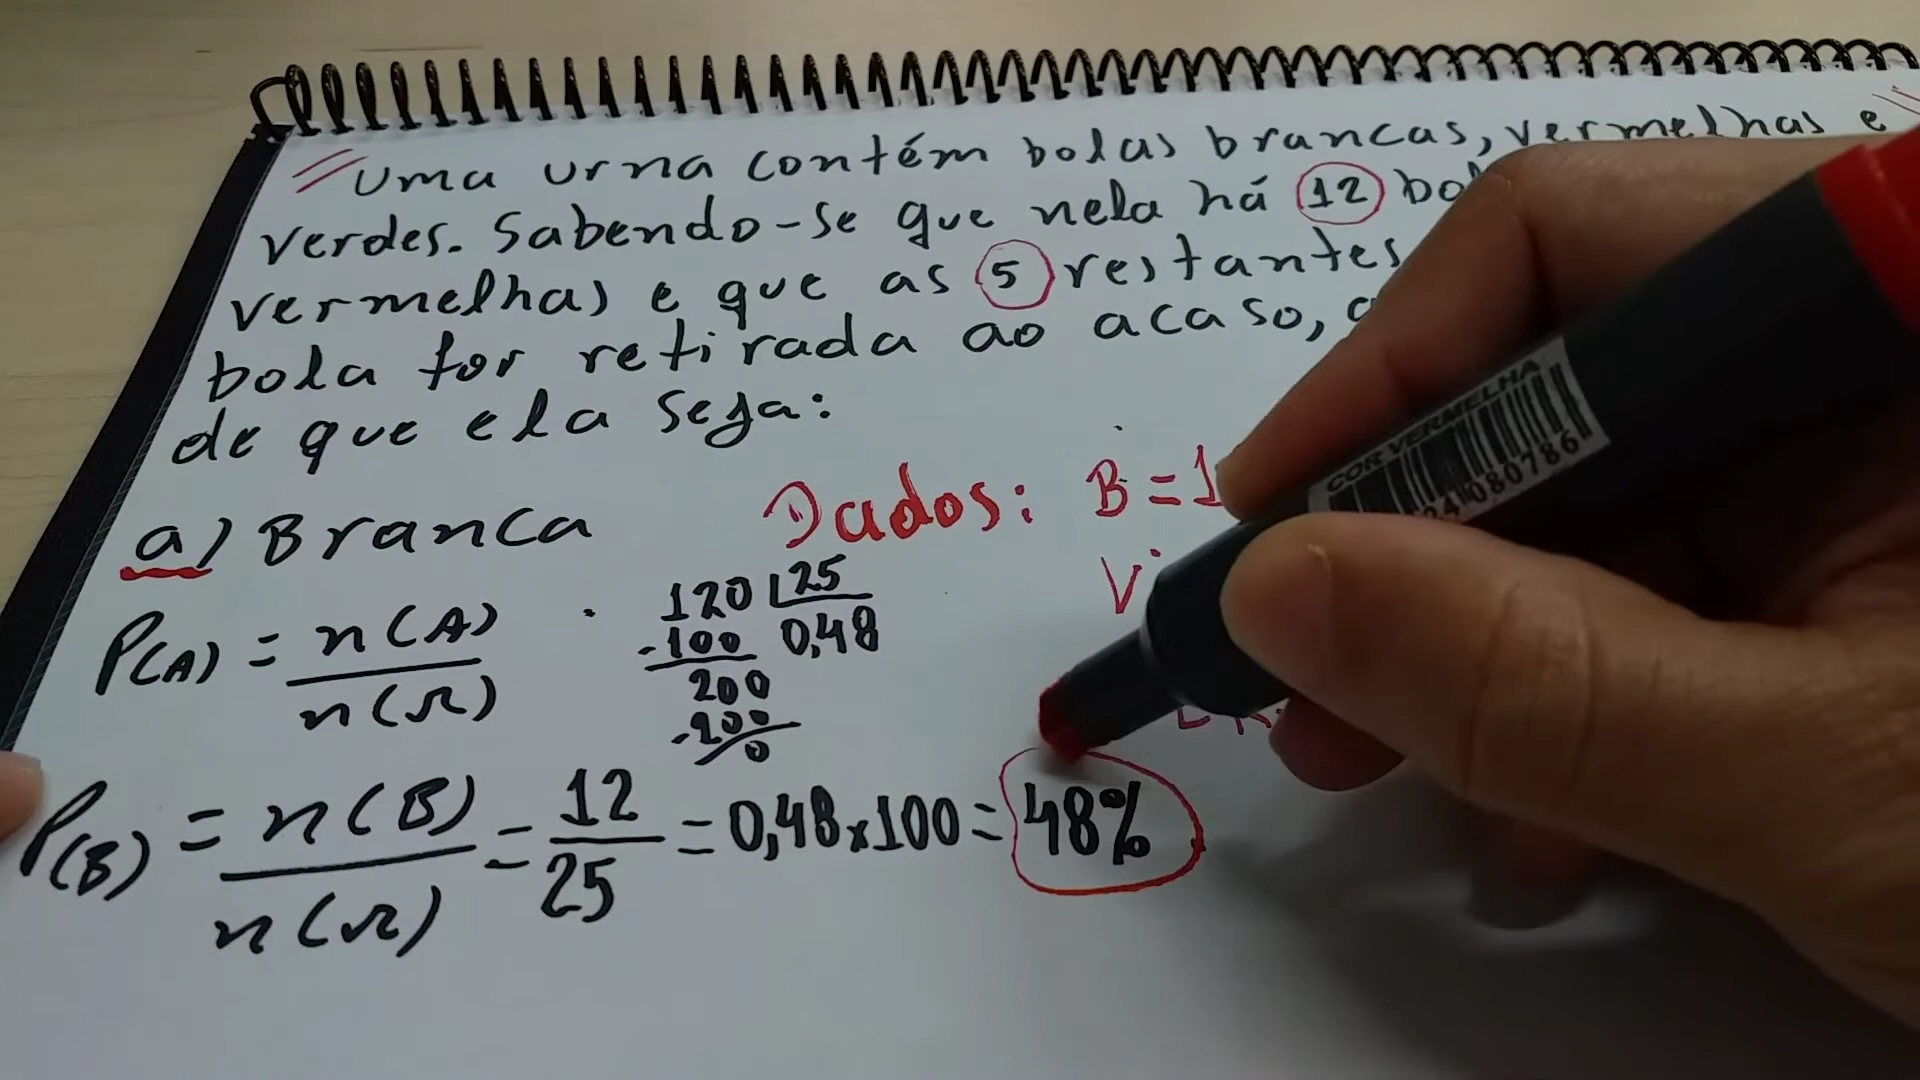 Uma urna contém bolas brancas, vermelhas e
verdes. Sabendo-se que nela há 12
vermelhas e que as 5 restantes
bola for retirada ao acaso,
de que ela seja:
Dados: B = 1
a) Branca
P(A) = n(A) / n(Ω)
120 | 25
-100 0,48
200
-200
0
P(B) = n(B) / n(Ω) = 12 / 25 = 0,48 x 100 = 48%
COR VERMELHA